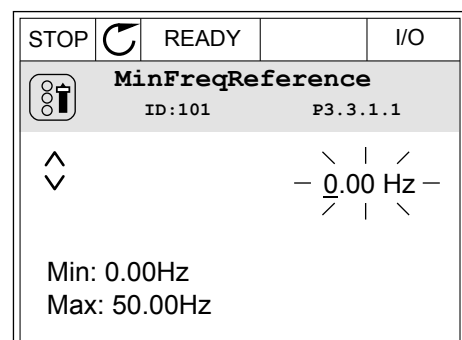 STOP READY I/O
MinFreqReference
ID:101 P3.3.1.1
0.00 Hz
Min: 0.00Hz
Max: 50.00Hz